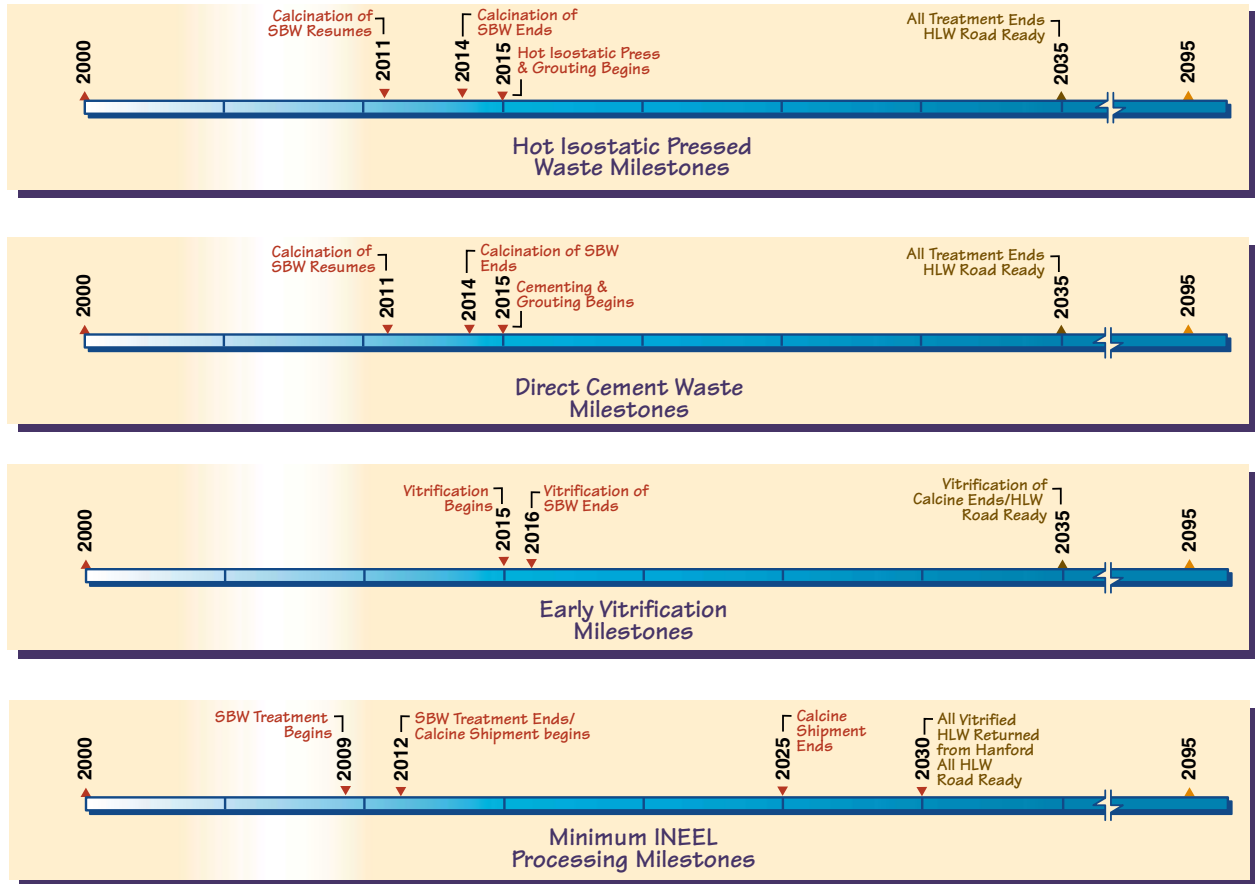 2000
Calcination of
SBW Resumes
2011
Calcination of
SBW Ends
2014
2015
Hot Isostatic Press
& Grouting Begins
All Treatment Ends
HLW Road Ready
2035
2095
Hot Isostatic Pressed
Waste Milestones
2000
Calcination of
SBW Resumes
2011
Calcination of SBW
Ends
2014
2015
Cementing &
Grouting Begins
All Treatment Ends
HLW Road Ready
2035
2095
Direct Cement Waste
Milestones
2000
Vitrification
Begins
2015
Vitrification of
SBW Ends
2016
Vitrification of
Calcine Ends/HLW
Road Ready
2035
2095
Early Vitrification
Milestones
2000
SBW Treatment
Begins
2009
SBW Treatment Ends/
Calcine Shipment begins
2012
Calcine
Shipment
Ends
2025
All Vitrified
HLW Returned
from Hanford
All HLW
Road Ready
2030
2095
Minimum INEEL
Processing Milestones